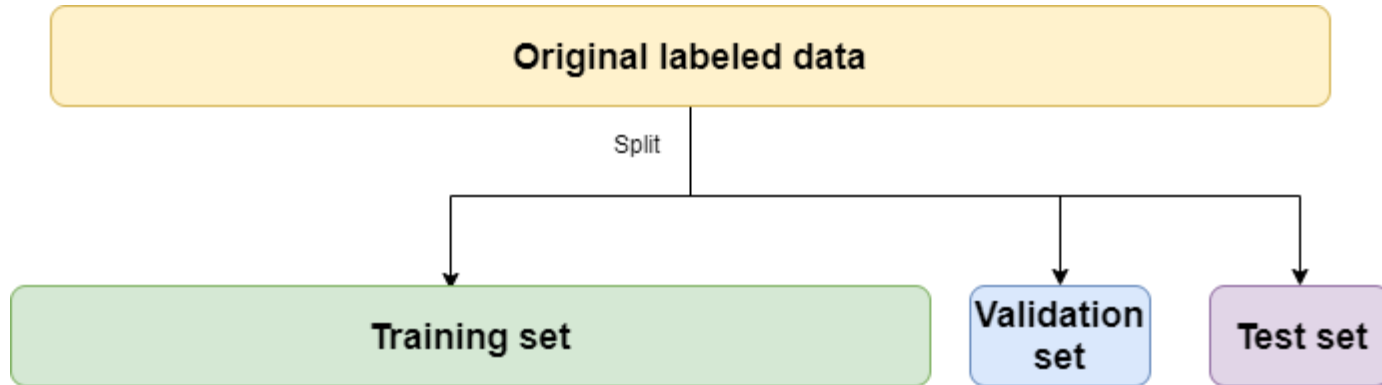 Original labeled data
Split
Training set
Validation
set
Test set